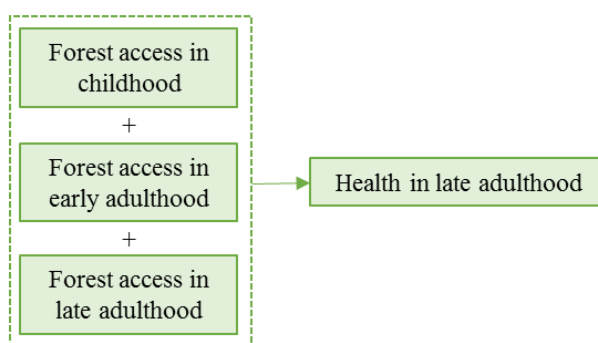 Forest access in
childhood
+
Forest access in
early adulthood
+
Forest access in
late adulthood
Health in late adulthood